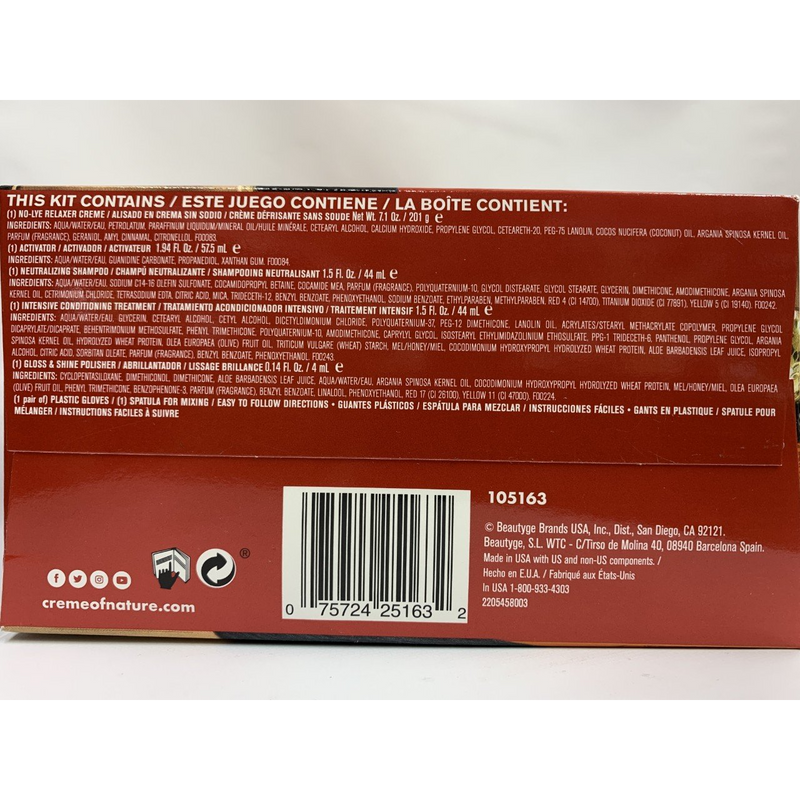 THIS KIT CONTAINS / ESTE JUEGO CONTIENE / LA BOÎTE CONTIENT:
(1) NO-LYE RELAXER CREME / ALISADO EN CREMA SIN SODIO / CRÈME DÉFRISANTE SANS SOUDE Net Wt. 7.1 Oz. / 201 g e
INGREDIENTS: AQUA/WATER/EAU, PETROLATUM, PARAFFINUM LIQUIDUM/MINERAL OIL/HUILE MINÉRALE, CETEARYL ALCOHOL, CALCIUM HYDROXIDE, PROPYLENE GLYCOL, CETEARETH-20, PEG-75 LANOLIN, COCOS NUCIFERA (COCONUT) OIL, ARGANIA SPINOSA KERNEL OIL,
PARFUM (FRAGRANCE), GERANIOL, AMYL CINNAMAL, CITRONELLOL. F00083.
(1) ACTIVATOR / ACTIVADOR / ACTIVATEUR 1.94 Fl. Oz. / 57.5 mL e
INGREDIENTS: AQUA/WATER/EAU, GUANIDINE CARBONATE, PROPANEDIOL, XANTHAN GUM. F00084.
(1) NEUTRALIZING SHAMPOO / CHAMPÚ NEUTRALIZANTE / SHAMPOOING NEUTRALISANT 1.5 Fl. Oz. / 44 mL e
INGREDIENTS: AQUA/WATER/EAU, SODIUM C14-16 OLEFIN SULFONATE, COCAMIDOPROPYL BETAINE, COCAMIDE MEA, PARFUM (FRAGRANCE), POLYQUATERNIUM-10, GLYCOL DISTEARATE, GLYCOL STEARATE, GLYCERIN, DIMETHICONE, AMODIMETHICONE, ARGANIA SPINOSA
KERNEL OIL, CETRIMONIUM CHLORIDE, TETRASODIUM EDTA, CITRIC ACID, MICA, TRIDECETH-12, BENZYL BENZOATE, PHENOXYETHANOL, SODIUM BENZOATE, ETHYLPARABEN, METHYLPARABEN, RED 4 (CI 14700), TITANIUM DIOXIDE (CI 77891), YELLOW 5 (CI 19140). F00242.
(1) INTENSIVE CONDITIONING TREATMENT / TRATAMIENTO ACONDICIONADOR INTENSIVO / TRAITEMENT INTENSIF 1.5 Fl. Oz. / 44 mL e
INGREDIENTS: AQUA/WATER/EAU, GLYCERIN, CETEARYL ALCOHOL, CETYL ALCOHOL, DICETYLDIMONIUM CHLORIDE, POLYQUATERNIUM-37, PEG-12 DIMETHICONE, LANOLIN OIL, ACRYLATES/STEARYL METHACRYLATE COPOLYMER, PROPYLENE GLYCOL
DICAPRYLATE/DICAPRATE, BEHENTRIMONIUM METHOSULFATE, PHENYL TRIMETHICONE, POLYQUATERNIUM-10, AMODIMETHICONE, CAPRYLYL GLYCOL, ISOSTEAROYL ETHYLIMIDAZOLINIUM ETHOSULFATE, PPG-1 TRIDECETH-6, PANTHENOL, PROPYLENE GLYCOL, ARGANIA
SPINOSA KERNEL OIL, HYDROLYZED WHEAT PROTEIN, OLEA EUROPAEA (OLIVE) FRUIT OIL, TRITICUM VULGARE (WHEAT) STARCH, MEL/HONEY/MIEL, COCODIMONIUM HYDROXYPROPYL HYDROLYZED WHEAT PROTEIN, ALOE BARBADENSIS LEAF JUICE, ISOPROPYL
ALCOHOL, CITRIC ACID, SORBITAN OLEATE, PARFUM (FRAGRANCE), BENZYL BENZOATE, PHENOXYETHANOL. F00243.
(1) GLOSS & SHINE POLISHER / ABRILLANTADOR / LISSAGE BRILLANCE 0.14 Fl. Oz. / 4 mL e
INGREDIENTS: CYCLOPENTASILOXANE, DIMETHICONOL, DIMETHICONE, ALOE BARBADENSIS LEAF JUICE, AQUA/WATER/EAU, ARGANIA SPINOSA KERNEL OIL, COCODIMONIUM HYDROXYPROPYL HYDROLYZED WHEAT PROTEIN, MEL/HONEY/MIEL, OLEA EUROPAEA
(OLIVE) FRUIT OIL, PHENYL TRIMETHICONE, BENZOPHENONE-3, PARFUM (FRAGRANCE), BENZYL BENZOATE, LINALOOL, PHENOXYETHANOL, RED 17 (CI 26100), YELLOW 11 (CI 47000). F00224.
(1 pair of) PLASTIC GLOVES / (1) SPATULA FOR MIXING / EASY TO FOLLOW DIRECTIONS • GUANTES PLÁSTICOS / ESPÁTULA PARA MEZCLAR / INSTRUCCIONES FÁCILES • GANTS EN PLASTIQUE / SPATULE POUR
MÉLANGER / INSTRUCTIONS FACILES À SUIVRE
105163
© Beautyge Brands USA, Inc., Dist., San Diego, CA 92121.
Beautyge, S.L. WTC - C/Tirso de Molina 40, 08940 Barcelona Spain.
Made in USA with US and non-US components. /
Hecho en E.U.A. / Fabriqué aux États-Unis
In USA 1-800-933-4303
2205458003
®
cremeofnature.com
0 75724 25163 2